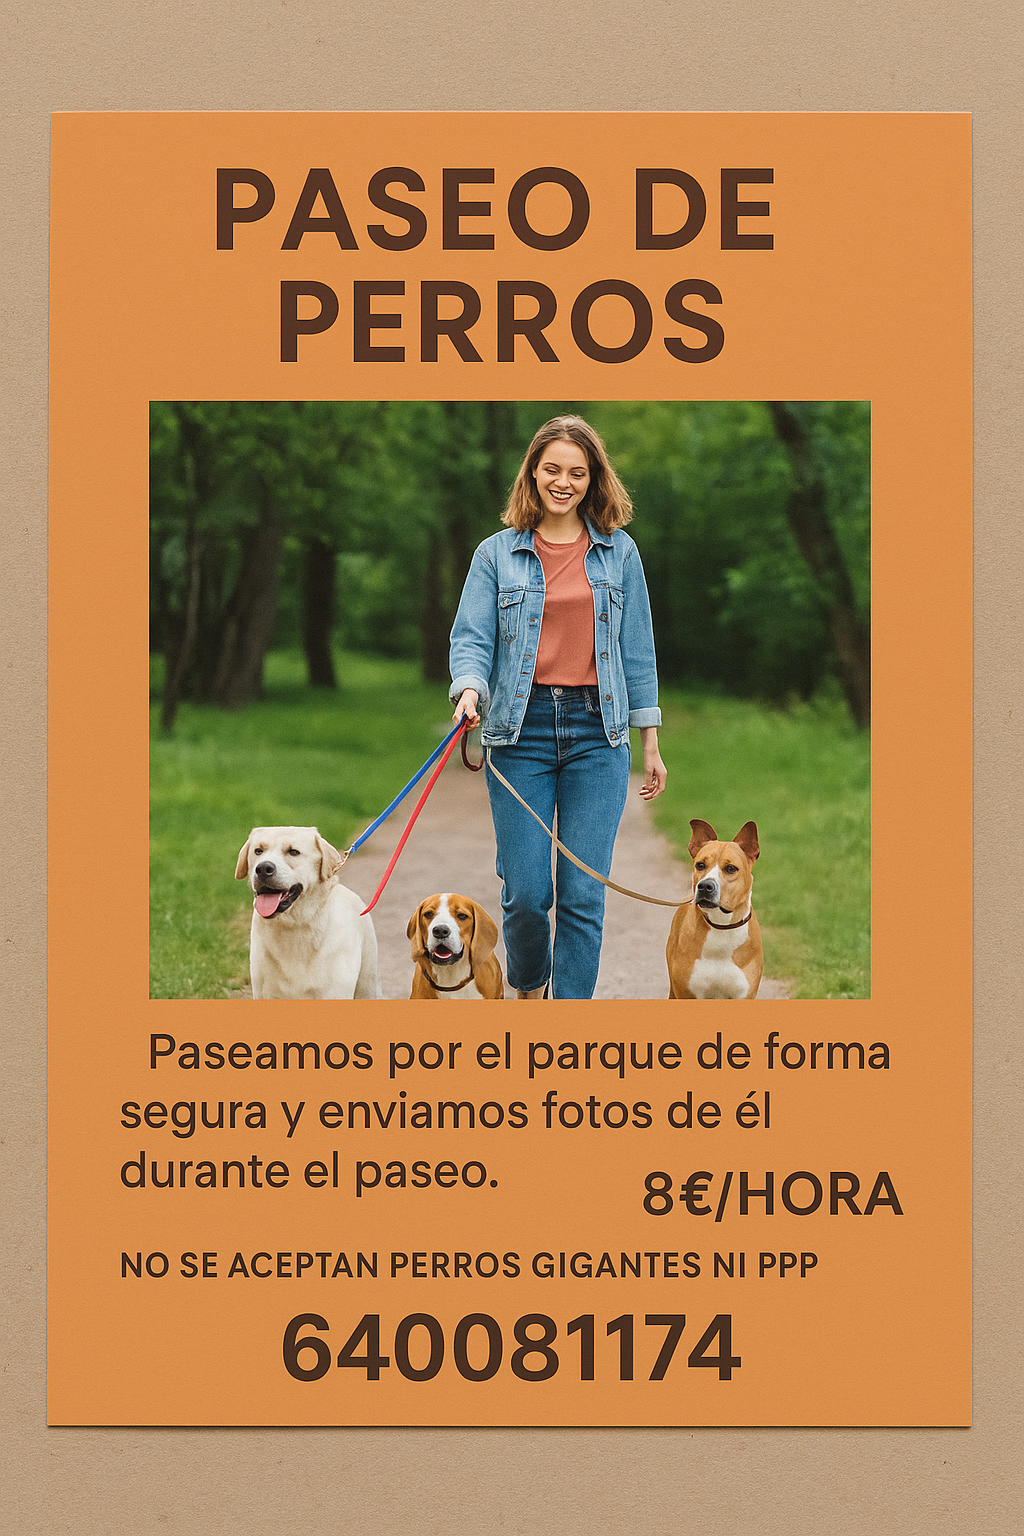 PASEO DE
PERROS
Paseamos por el parque de forma
segura y enviamos fotos de él
durante el paseo.
8€/HORA
NO SE ACEPTAN PERROS GIGANTES NI PPP
640081174